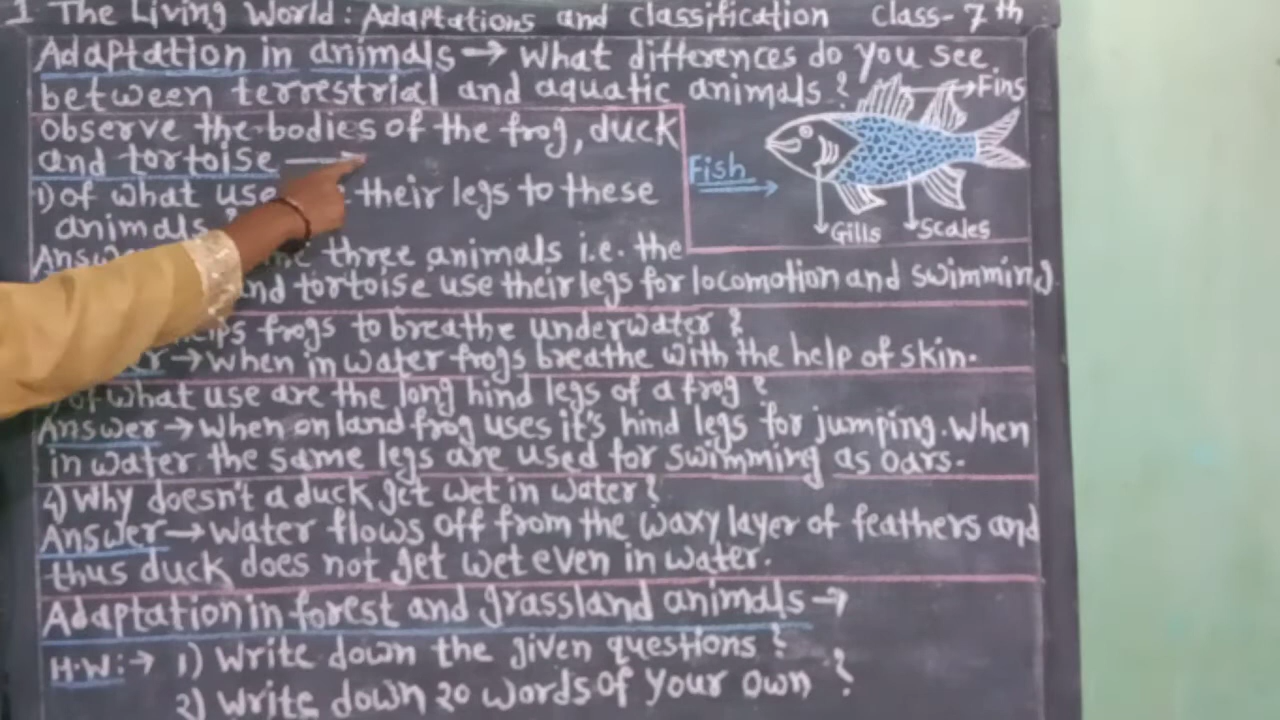 1 The Living World: Adaptations and classification Class-7th
Adaptation in animals → What differences do you see
between terrestrial and aquatic animals?
Fins
Observe the bodies of the frog, duck
and tortoise →
Fish
1) Of what use their legs to these
animals
Gills
Scales
three animals i.e. the
and tortoise use their legs for locomotion and swimming.
frogs to breathe underwater?
→ When in water frogs breathe with the help of skin.
Of what use are the long hind legs of a frog?
Answer → When on land frog uses it's hind legs for jumping. When
in water the same legs are used for swimming as oars.
4) Why doesn't a duck get wet in water?
Answer → Water flows off from the waxy layer of feathers and
thus duck does not get wet even in water.
Adaptation in forest and grassland animals →
H.W: → 1) Write down the given questions?
2) Write down 20 words of your own?